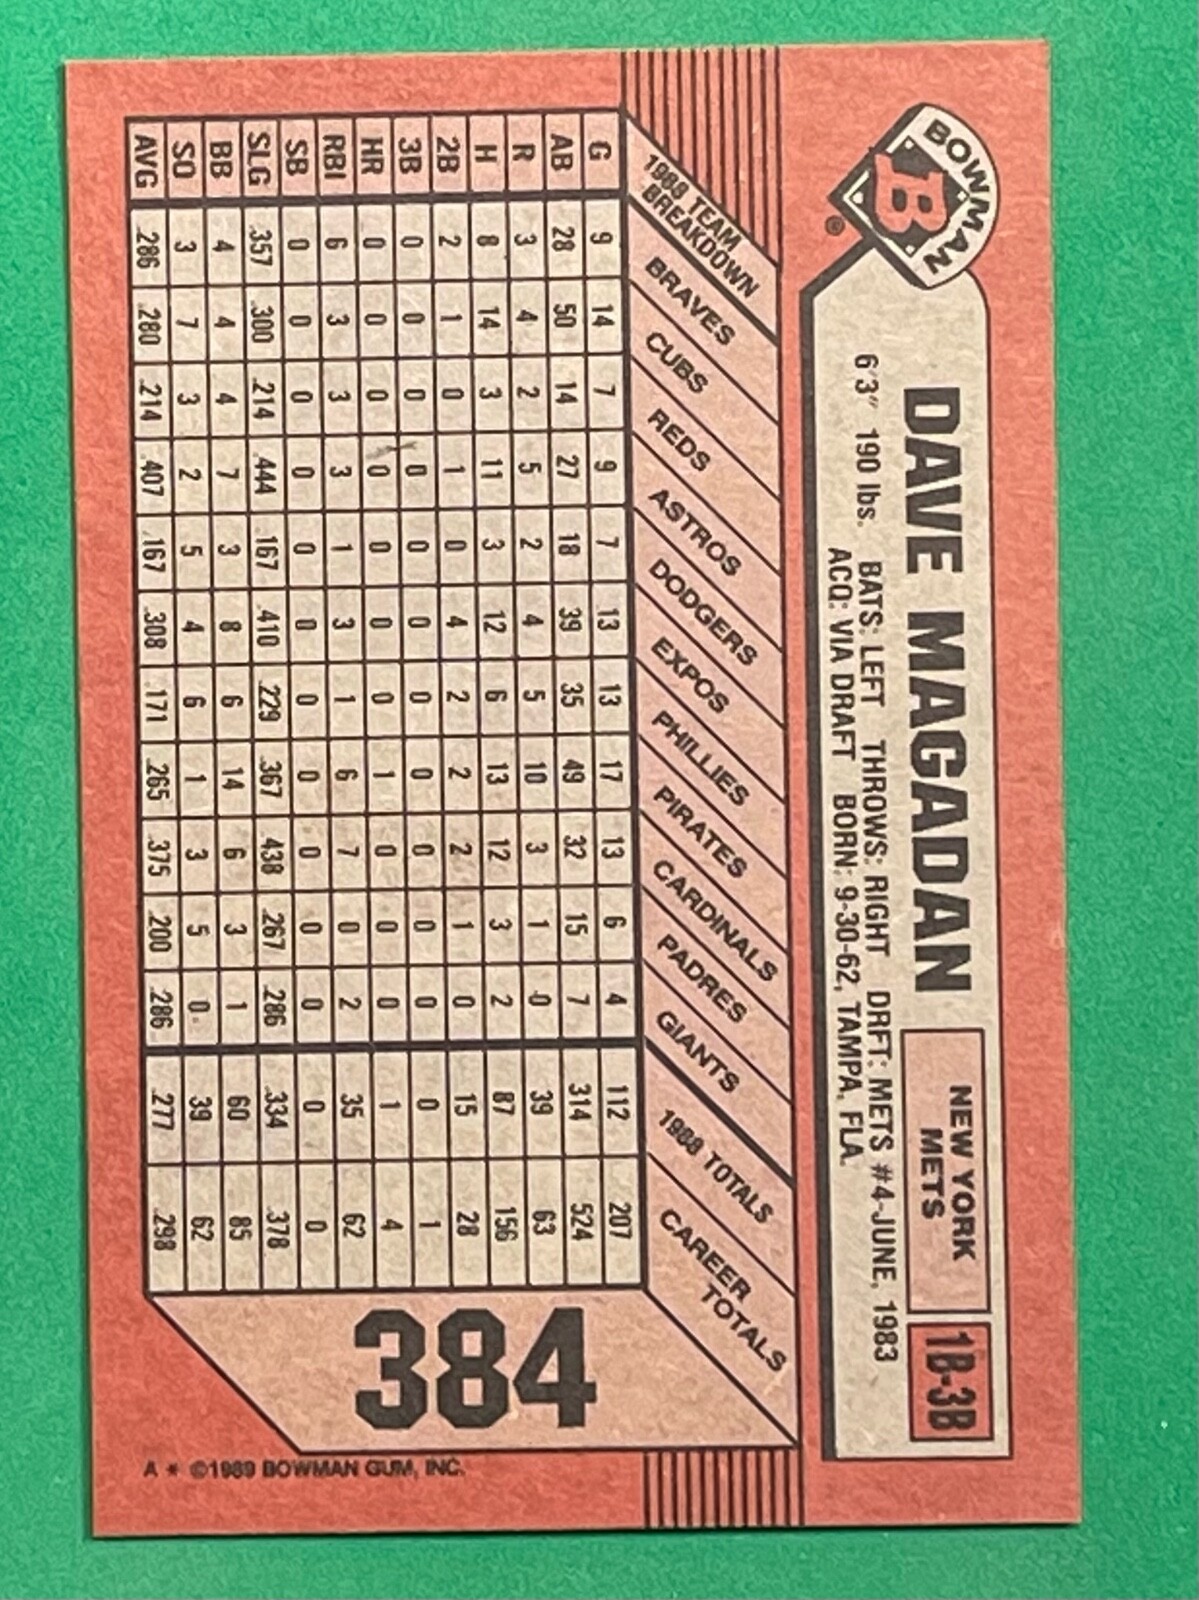 BOWMAN
B
®
DAVE MAGADAN
NEW YORK METS
1B-3B
6'3" 190 lbs. BATS: LEFT THROWS: RIGHT DRFT: METS #4-JUNE, 1983
ACQ: VIA DRAFT BORN: 9-30-62, TAMPA, FLA.
1988 TEAM BREAKDOWN BRAVES CUBS REDS ASTROS DODGERS EXPOS PHILLIES PIRATES CARDINALS PADRES GIANTS 1988 TOTALS CAREER TOTALS
G 9 14 7 9 7 13 13 17 13 6 4 112 207
AB 28 50 14 27 18 39 35 49 32 15 7 314 524
R 3 4 2 5 2 4 5 10 3 1 0 39 63
H 8 14 3 11 3 12 6 13 12 3 2 87 156
2B 2 1 0 1 0 4 2 2 2 1 0 15 28
3B 0 0 0 0 0 0 0 0 0 0 0 0 1
HR 0 0 0 0 0 0 0 1 0 0 0 1 4
RBI 6 3 3 3 1 3 1 6 7 0 2 35 62
SB 0 0 0 0 0 0 0 0 0 0 0 0 0
SLG .357 .300 .214 .444 .167 .410 .229 .367 .438 .267 .286 .334 .378
BB 4 4 4 7 3 8 6 14 6 3 1 60 85
SO 3 7 3 2 5 4 6 1 3 5 0 39 62
AVG .286 .280 .214 .407 .167 .308 .171 .265 .375 .200 .286 .277 .298
384
A * ©1989 BOWMAN GUM, INC.